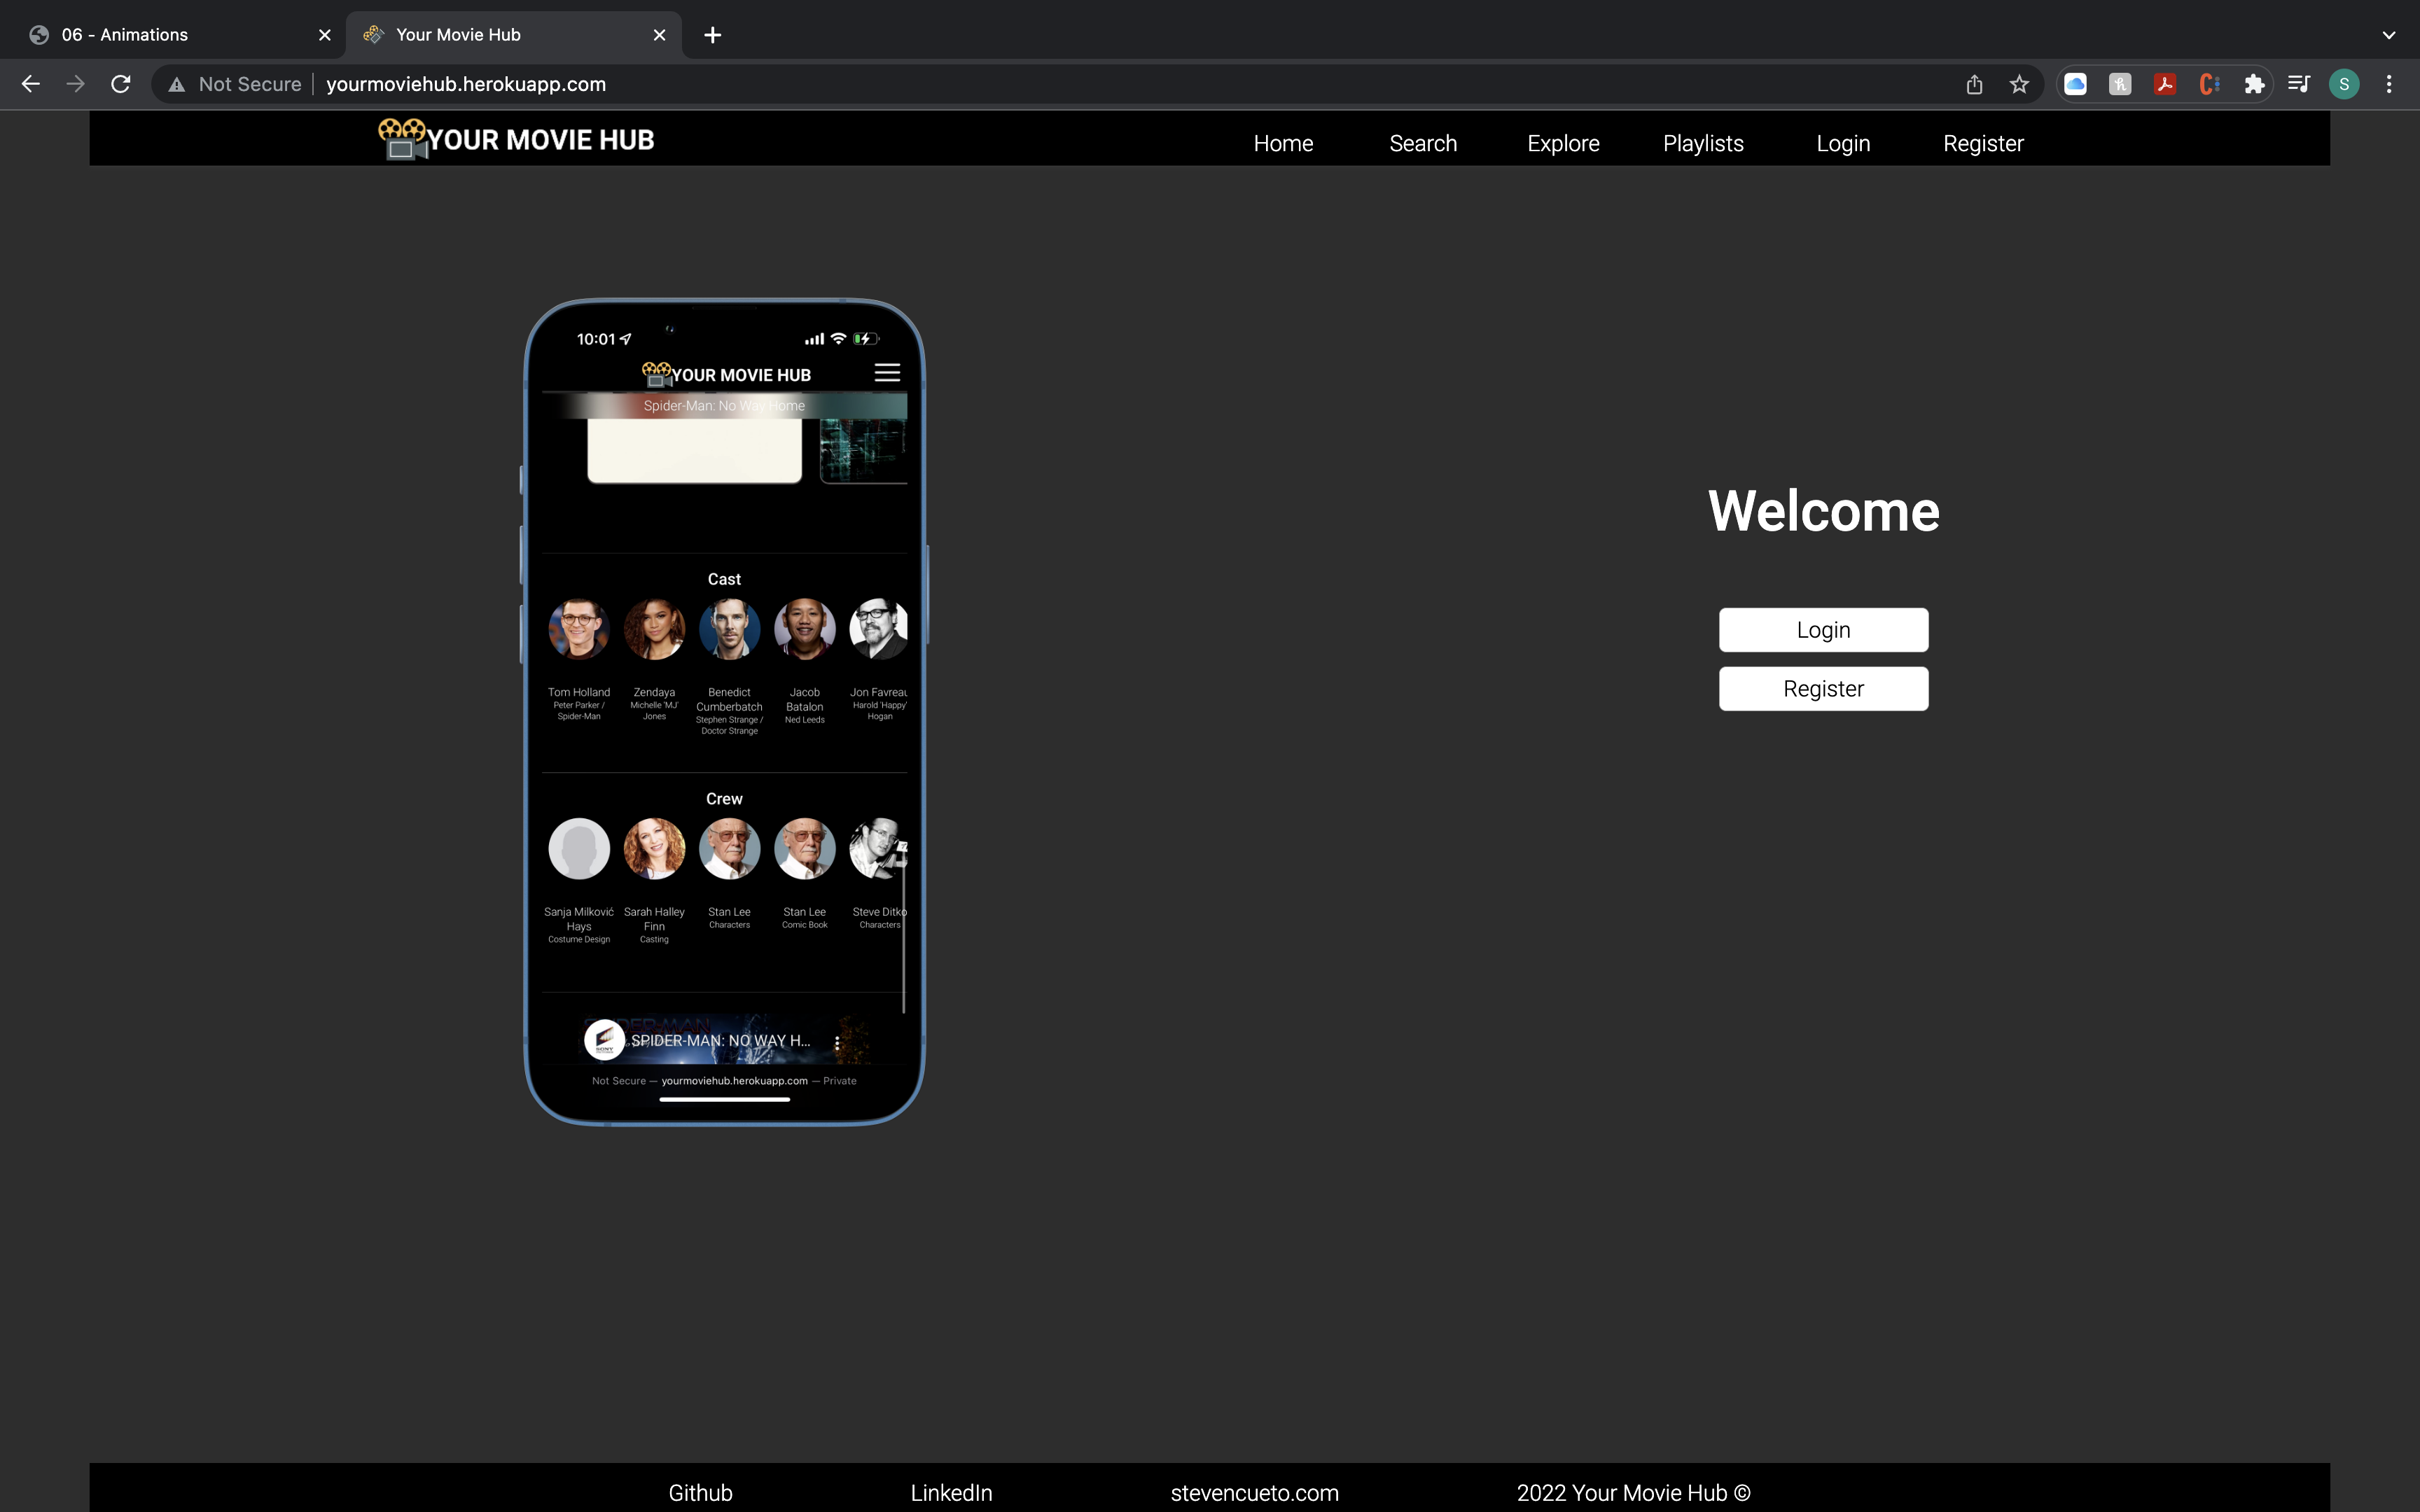 06 - Animations
Your Movie Hub
Not Secure
yourmoviehub.herokuapp.com
S
YOUR MOVIE HUB
Home
Search
Explore
Playlists
Login
Register
10:01
YOUR MOVIE HUB
Spider-Man: No Way Home
Cast
Tom Holland
Peter Parker /
Spider-Man
Zendaya
Michelle 'MJ'
Jones
Benedict
Cumberbatch
Stephen Strange /
Doctor Strange
Jacob
Batalon
Ned Leeds
Jon Favreau
Harold 'Happy'
Hogan
Crew
Sanja Milković
Hays
Costume Design
Sarah Halley
Finn
Casting
Stan Lee
Characters
Stan Lee
Comic Book
Steve Ditko
Characters
SPIDER-MAN: NO WAY H...
Not Secure — yourmoviehub.herokuapp.com — Private
Welcome
Login
Register
Github
LinkedIn
stevencueto.com
2022 Your Movie Hub ©